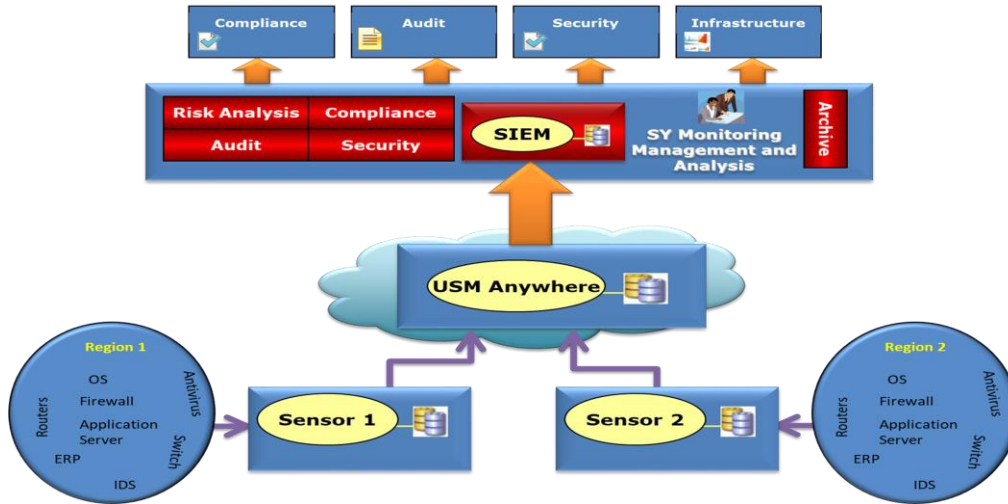 Compliance
Audit
Security
Infrastructure
Risk Analysis
Compliance
Audit
Security
SIEM
SY Monitoring
Management and
Analysis
Archive
USM Anywhere
Region 1
OS
Antivirus
Firewall
Routers
Application
Server
Switch
ERP
IDS
Sensor 1
Sensor 2
Region 2
OS
Antivirus
Firewall
Routers
Application
Server
Switch
ERP
IDS